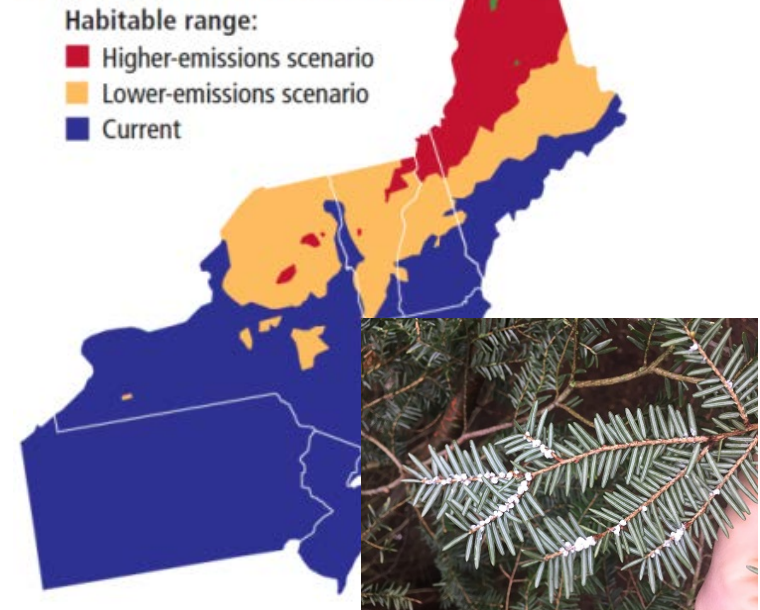 Habitable range:
Higher-emissions scenario
Lower-emissions scenario
Current